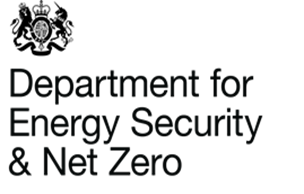 Department for
Energy Security
& Net Zero